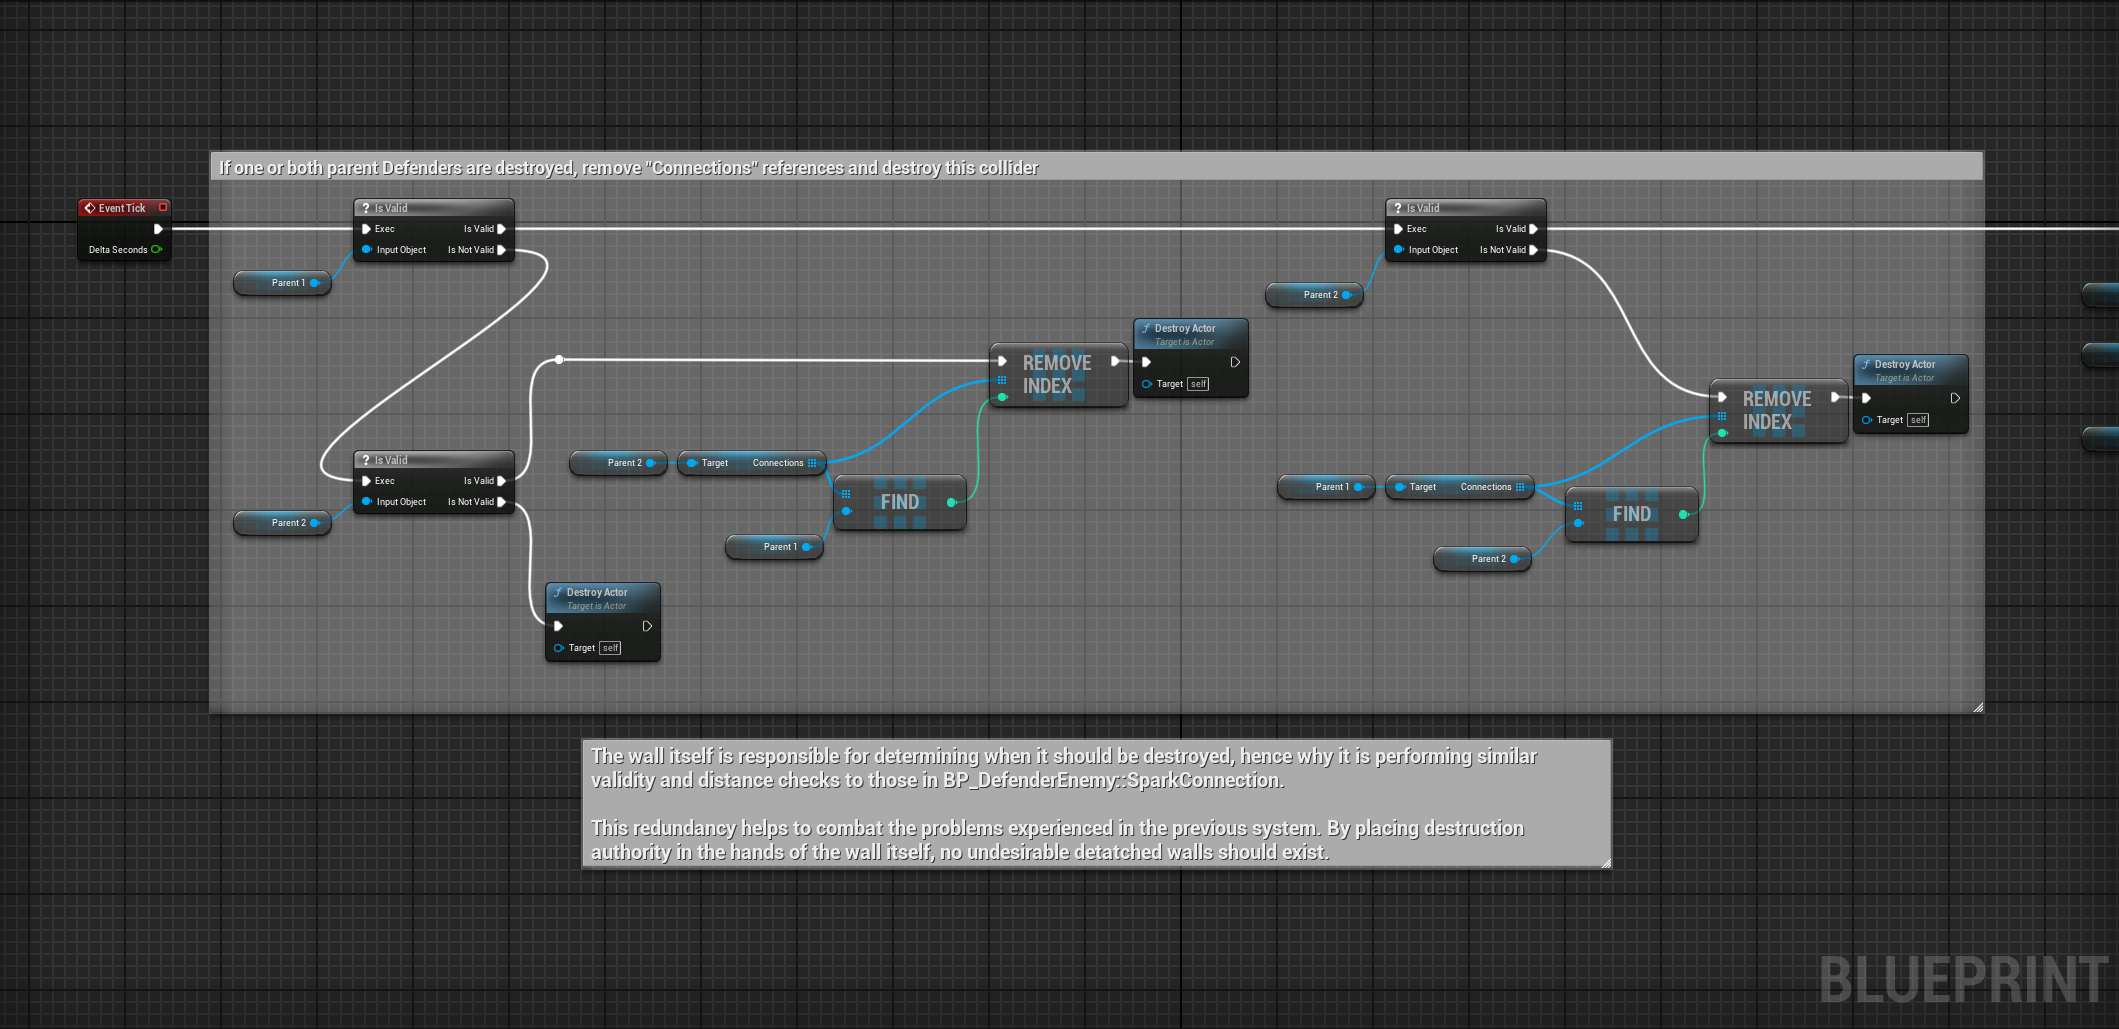 If one or both parent Defenders are destroyed, remove "Connections" references and destroy this collider
Event Tick
Delta Seconds
? Is Valid
Exec
Is Valid
Input Object
Is Not Valid
Parent 1
? Is Valid
Exec
Is Valid
Input Object
Is Not Valid
Parent 2
REMOVE
INDEX
f Destroy Actor
Target is Actor
Target self
f Destroy Actor
Target is Actor
Target self
REMOVE
INDEX
? Is Valid
Exec
Is Valid
Input Object
Is Not Valid
Parent 2
Parent 2
Target
Connections
FIND
Parent 1
Parent 1
Target
Connections
FIND
Parent 2
f Destroy Actor
Target is Actor
Target self
The wall itself is responsible for determining when it should be destroyed, hence why it is performing similar
validity and distance checks to those in BP_DefenderEnemy::SparkConnection.
This redundancy helps to combat the problems experienced in the previous system. By placing destruction
authority in the hands of the wall itself, no undesirable detatched walls should exist.
BLUEPRINT